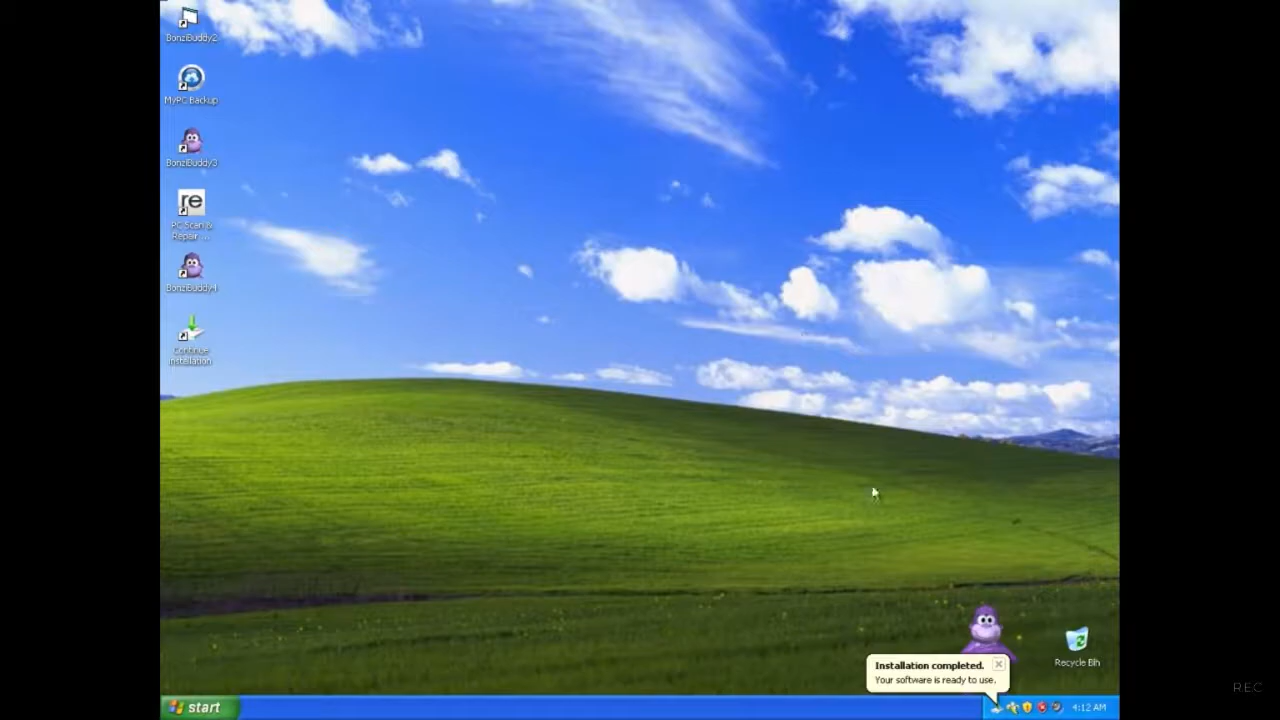 BonziBuddy2
MyPC Backup
BonziBuddy3
re
PC Scan &
Repair ...
BonziBuddy4
Continue
Installation
Installation completed.
Your software is ready to use.
Recycle Bin
start
4:12 AM
R.E.C